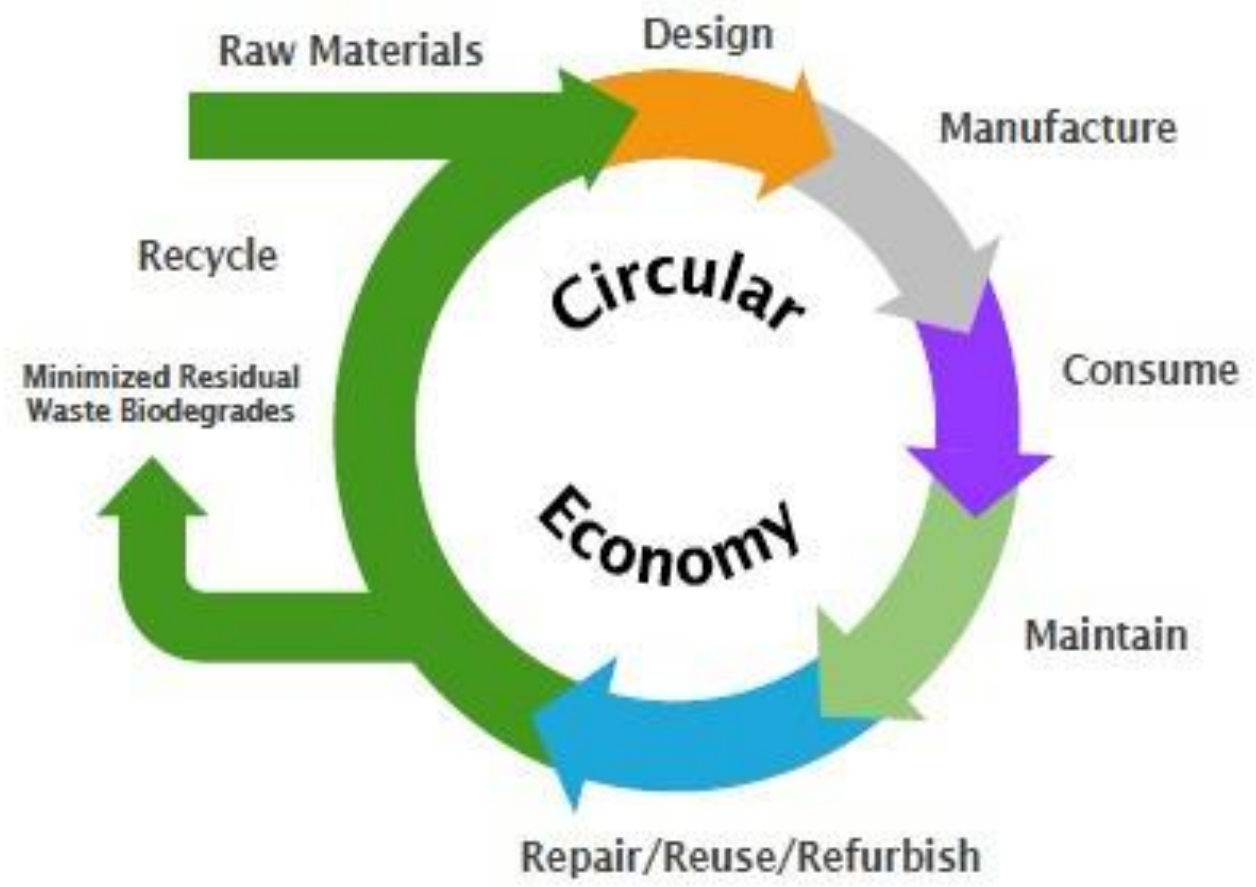 Raw Materials
Design
Manufacture
Recycle
Circular
Minimized Residual
Waste Biodegrades
Consume
Economy
Maintain
Repair/Reuse/Refurbish